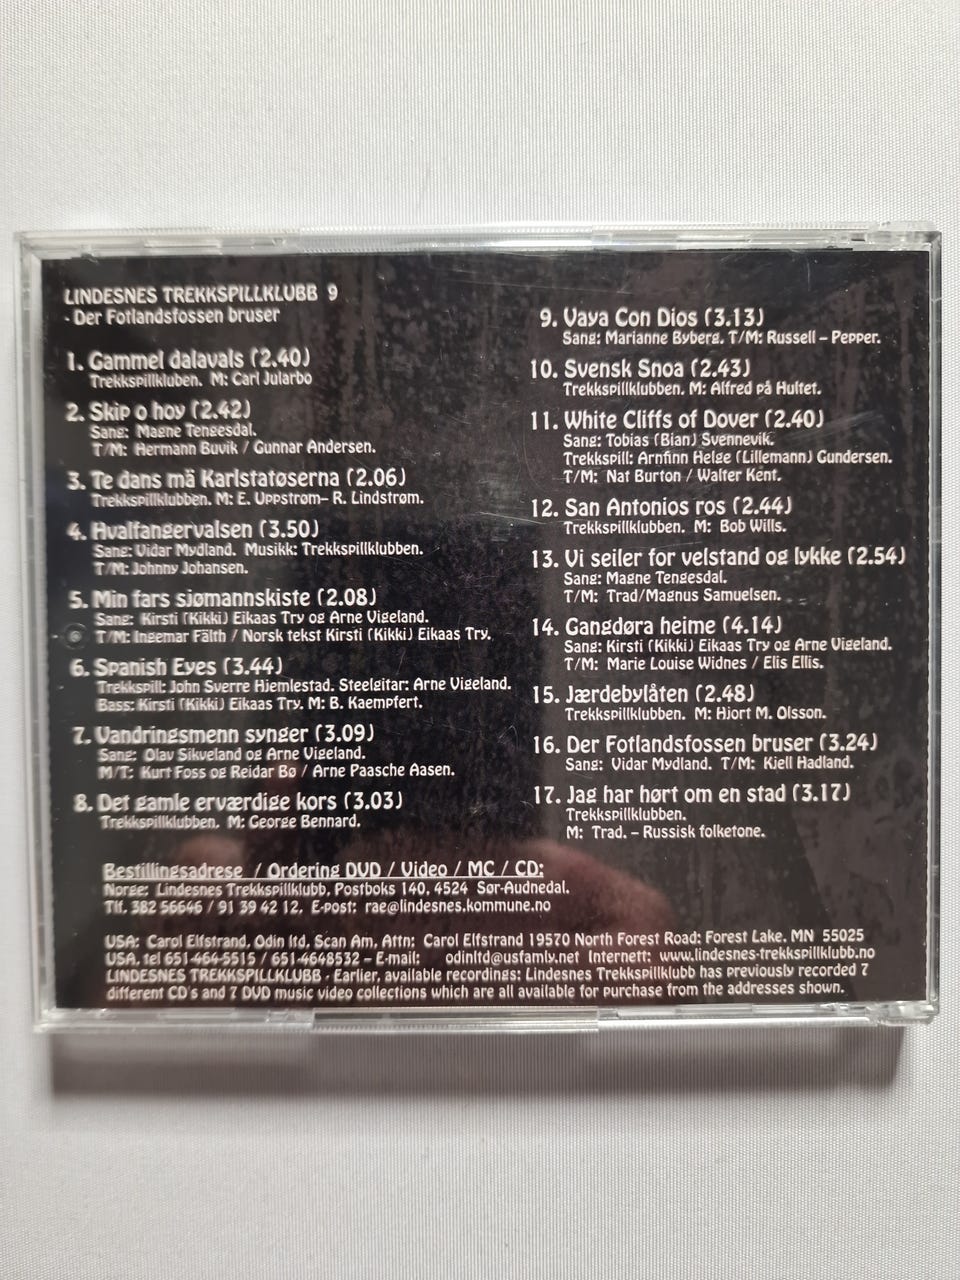 LINDESNES TREKKSPILLKLUBB 9
- Der Fotlandsfossen bruser
1. Gammel dalavals (2.40)
Trekkspillkluben. M: Carl Jularbo
2. Skip o hoy (2.42)
Sang: Magne Tengesdal.
T/M: Hermann Buvik / Gunnar Andersen.
3. Te dans mä Karlstatøserna (2.06)
Trekkspillklubben. M: E. Uppstrøm– R. Lindstrøm.
4. Hvalfangervalsen (3.50)
Sang: Vidar Mydland. Musikk: Trekkspillklubben.
T/M: Johnny Johansen.
5. Min fars sjømannskiste (2.08)
Sang: Kirsti (Kikki) Eikaas Try og Arne Vigeland.
T/M: Ingemar Fälth / Norsk tekst Kirsti (Kikki) Eikaas Try.
6. Spanish Eyes (3.44)
Trekkspill: John Sverre Hjemlestad. Steelgitar: Arne Vigeland.
Bass: Kirsti (Kikki) Eikaas Try. M: B. Kaempfert.
7. Vandringsmenn synger (3.09)
Sang: Olav Sikveland og Arne Vigeland.
M/T: Kurt Foss og Reidar Bø / Arne Paasche Aasen.
8. Det gamle erværdige kors (3.03)
Trekkspillklubben. M: George Bennard.
9. Vaya Con Dios (3.13)
Sang: Marianne Byberg. T/M: Russell – Pepper.
10. Svensk Snoa (2.43)
Trekkspillklubben. M: Alfred på Hultet.
11. White Cliffs of Dover (2.40)
Sang: Tobias (Bian) Svennevik.
Trekkspill: Arnfinn Helge (Lillemann) Gundersen.
T/M: Nat Burton / Walter Kent.
12. San Antonios ros (2.44)
Trekkspillklubben. M: Bob Wills.
13. Vi seiler for velstand og lykke (2.54)
Sang: Magne Tengesdal.
T/M: Trad/Magnus Samuelsen.
14. Gangdøra heime (4.14)
Sang: Kirsti (Kikki) Eikaas Try og Arne Vigeland.
T/M: Marie Louise Widnes / Elis Ellis.
15. Jærdebylåten (2.48)
Trekkspillklubben. M: Hjort M. Olsson.
16. Der Fotlandsfossen bruser (3.24)
Sang: Vidar Mydland. T/M: Kjell Hadland.
17. Jag har hørt om en stad (3.17)
Trekkspillklubben.
M: Trad. – Russisk folketone.
Bestillingsadrese / Ordering DVD / Video / MC / CD:
Norge: Lindesnes Trekkspillklubb, Postboks 140, 4524 Sør-Audnedal.
Tlf. 382 56646 / 91 39 42 12. E-post: rae@lindesnes.kommune.no
USA: Carol Elfstrand, Odin ltd, Scan Am, Attn: Carol Elfstrand 19570 North Forest Road: Forest Lake, MN 55025
USA, tel 651-464-5515 / 651-4648532 – E-mail: odinltd@usfamly.net Internett: www.lindesnes-trekkspillklubb.no
LINDESNES TREKKSPILLKLUBB - Earlier, available recordings: Lindesnes Trekkspillklubb has previously recorded 7
different CD's and 7 DVD music video collections which are all available for purchase from the addresses shown.